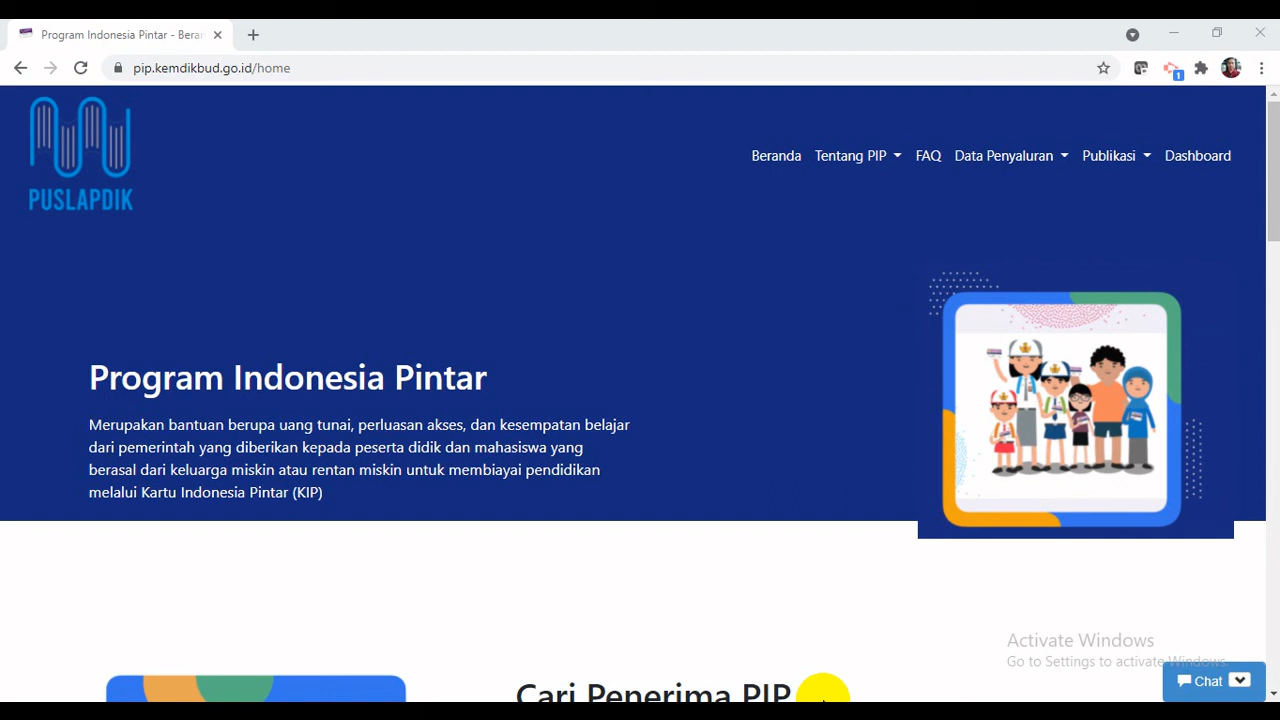 Program Indonesia Pintar - Beran
pip.kemdikbud.go.id/home
1
PUSLAPDIK
Beranda Tentang PIP FAQ Data Penyaluran Publikasi Dashboard
Program Indonesia Pintar
Merupakan bantuan berupa uang tunai, perluasan akses, dan kesempatan belajar
dari pemerintah yang diberikan kepada peserta didik dan mahasiswa yang
berasal dari keluarga miskin atau rentan miskin untuk membiayai pendidikan
melalui Kartu Indonesia Pintar (KIP)
Activate Windows
Go to Settings to activate Windows.
Chat
Cari Penerima PIP